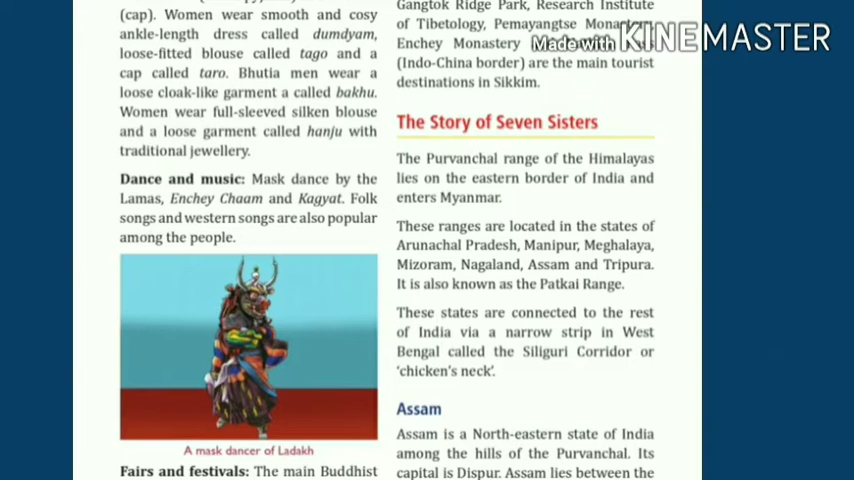 (cap). Women wear smooth and cosy
ankle-length dress called dumdyam,
loose-fitted blouse called tago and a
cap called taro. Bhutia men wear a
loose cloak-like garment a called bakhu.
Women wear full-sleeved silken blouse
and a loose garment called hanju with
traditional jewellery.
Dance and music: Mask dance by the
Lamas, Enchey Chaam and Kagyat. Folk
songs and western songs are also popular
among the people.
A mask dancer of Ladakh
Fairs and festivals: The main Buddhist
Gangtok Ridge Park, Research Institute
of Tibetology, Pemayangtse Monastery,
Enchey Monastery
Made with KINEMASTER
(Indo-China border) are the main tourist
destinations in Sikkim.
The Story of Seven Sisters
The Purvanchal range of the Himalayas
lies on the eastern border of India and
enters Myanmar.
These ranges are located in the states of
Arunachal Pradesh, Manipur, Meghalaya,
Mizoram, Nagaland, Assam and Tripura.
It is also known as the Patkai Range.
These states are connected to the rest
of India via a narrow strip in West
Bengal called the Siliguri Corridor or
‘chicken's neck’.
Assam
Assam is a North-eastern state of India
among the hills of the Purvanchal. Its
capital is Dispur. Assam lies between the